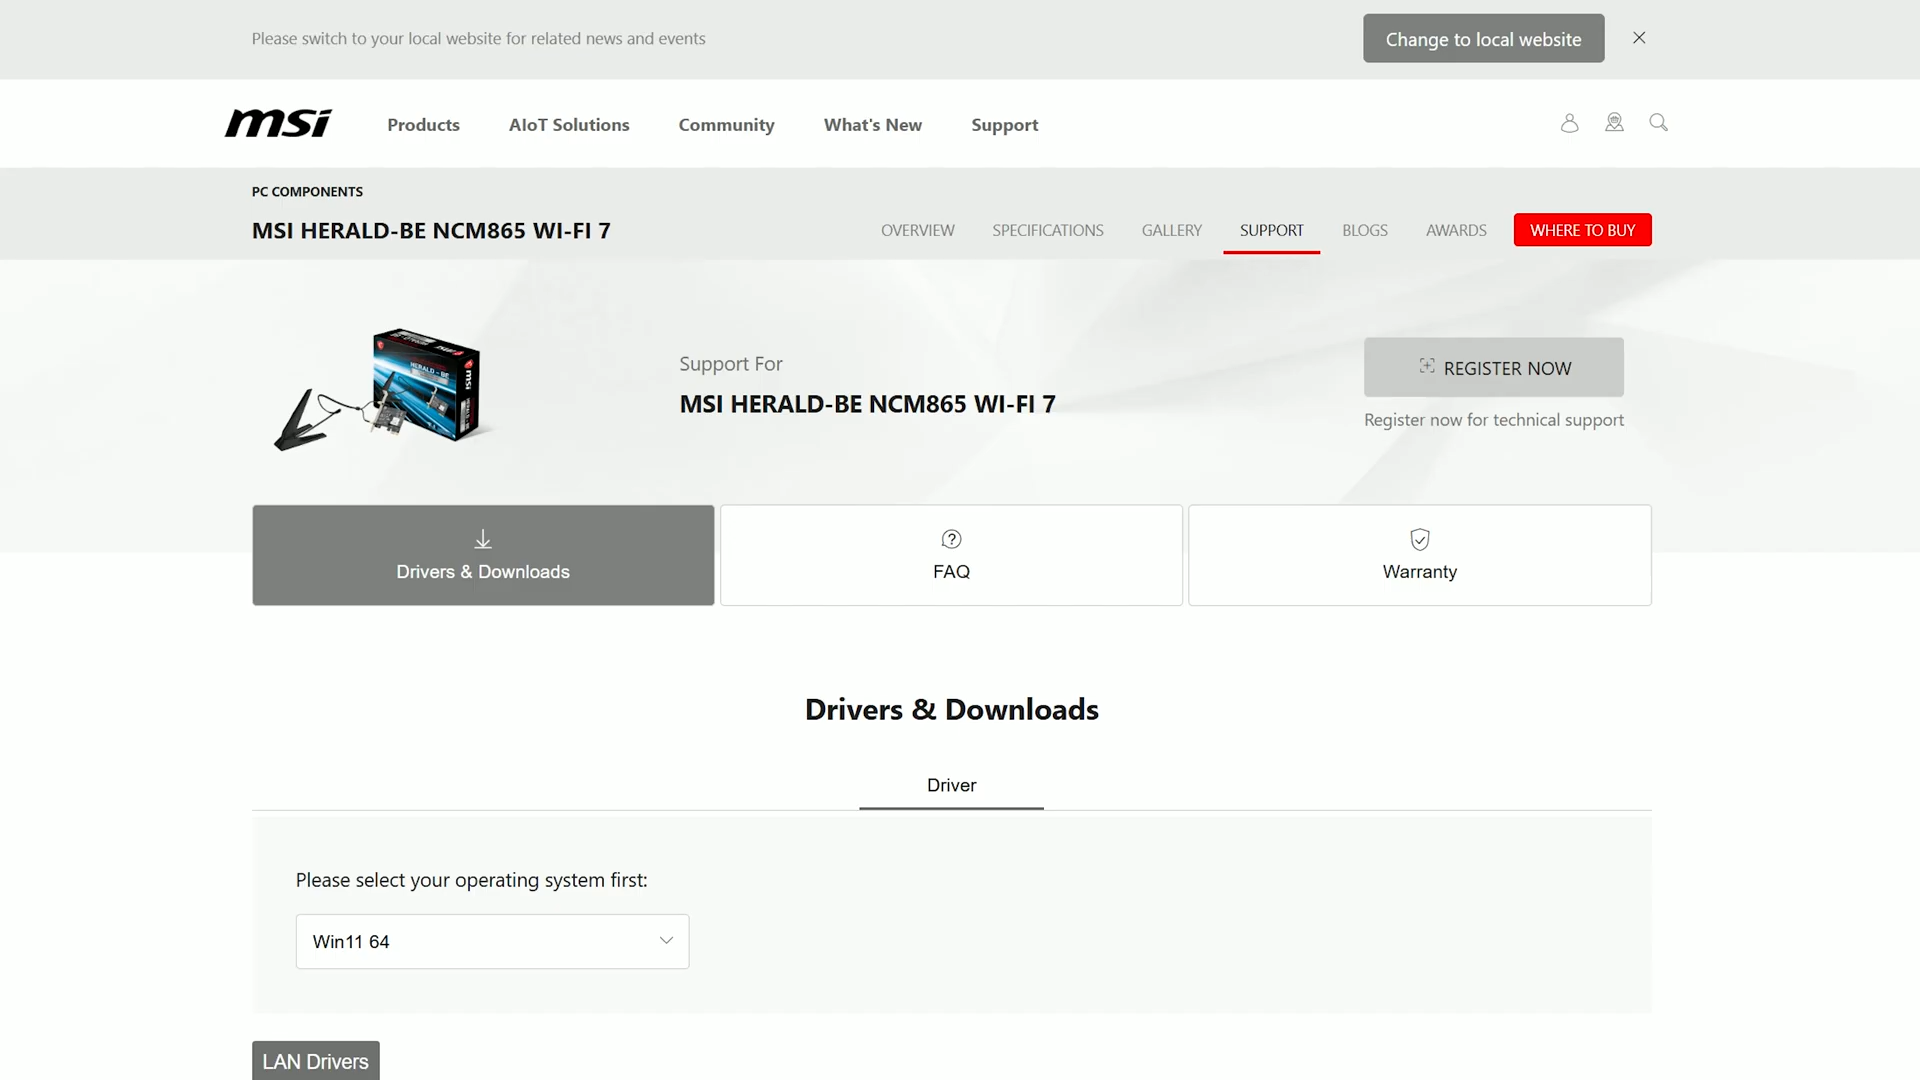 Please switch to your local website for related news and events
Change to local website
msi
Products
AIoT Solutions
Community
What's New
Support
PC COMPONENTS
MSI HERALD-BE NCM865 WI-FI 7
OVERVIEW
SPECIFICATIONS
GALLERY
SUPPORT
BLOGS
AWARDS
WHERE TO BUY
HERALD - BE
msi
Support For
MSI HERALD-BE NCM865 WI-FI 7
REGISTER NOW
Register now for technical support
Drivers & Downloads
FAQ
Warranty
Drivers & Downloads
Driver
Please select your operating system first:
Win11 64
LAN Drivers